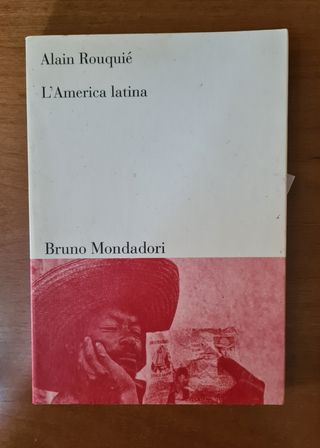 Alain Rouquié
L'America latina
Bruno Mondadori